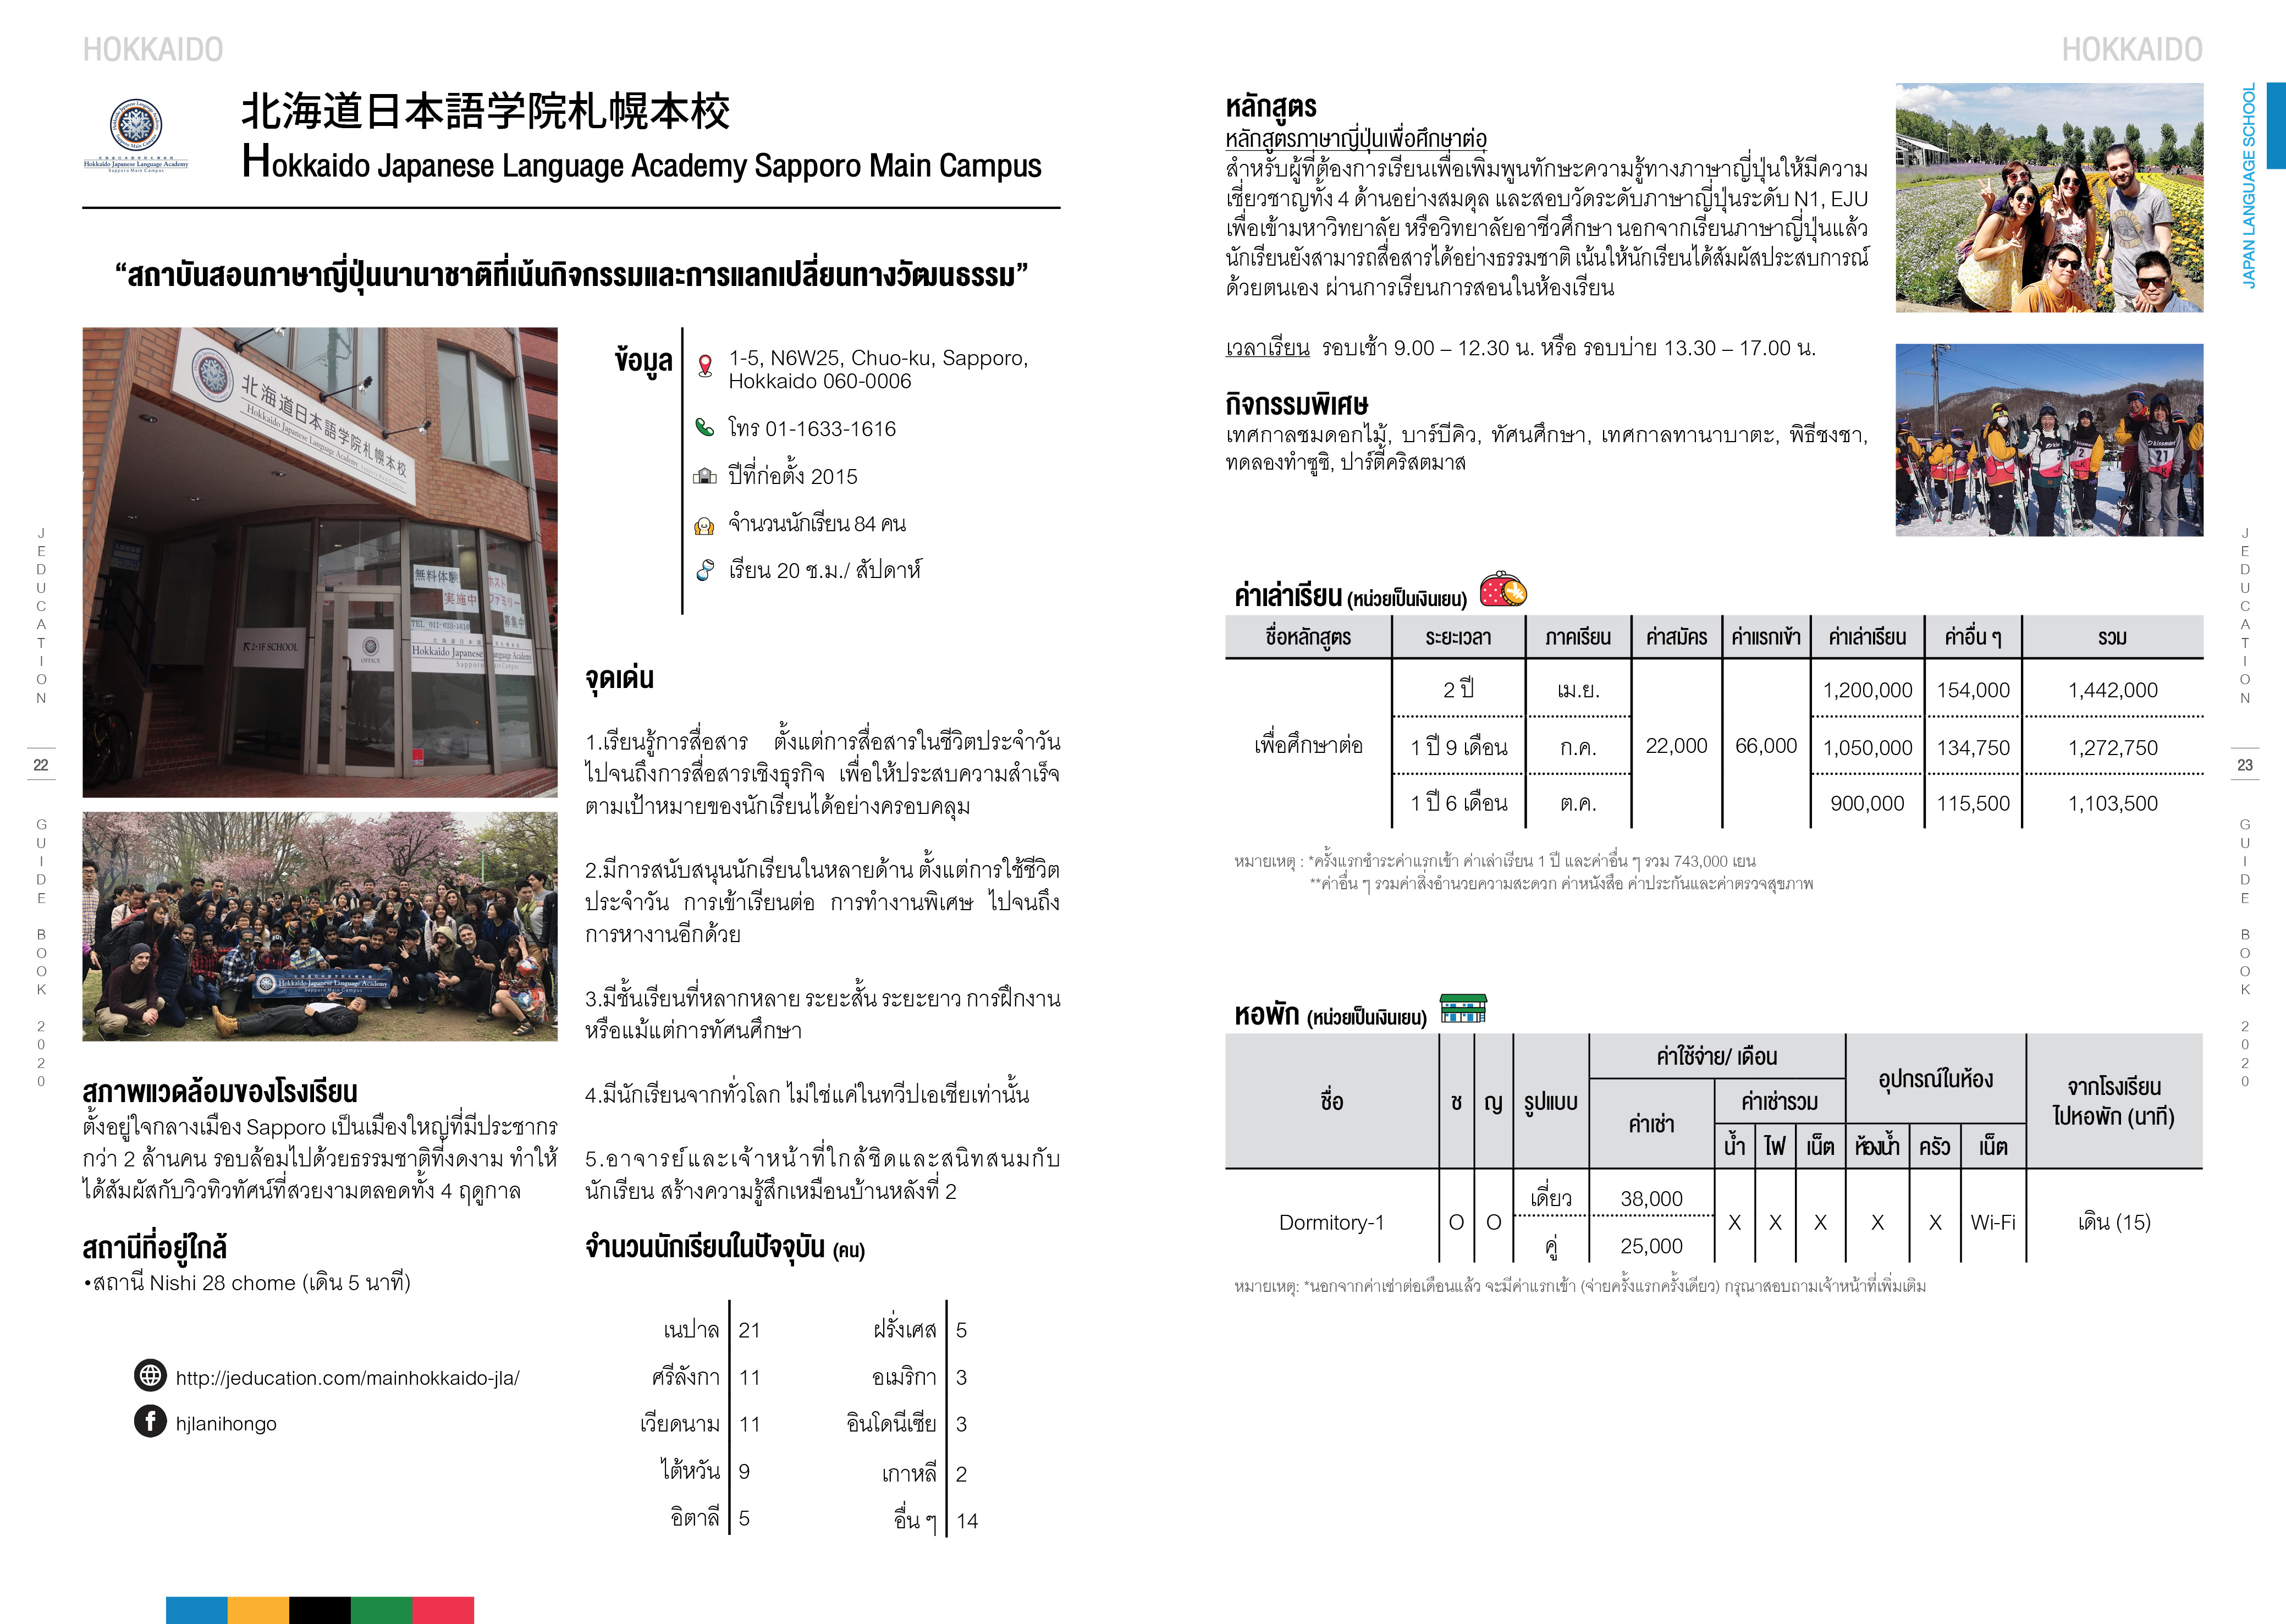 HOKKAIDO
北海道日本語学院札幌本校
Hokkaido Japanese Language Academy
Sapporo Main Campus
北海道日本語学院札幌本校
Hokkaido Japanese Language Academy Sapporo Main Campus
“สถาบันสอนภาษาญี่ปุ่นนานาชาติที่เน้นกิจกรรมและการแลกเปลี่ยนทางวัฒนธรรม”
北海道日本語学院札幌本校
Hokkaido Japanese Language Academy
無料体験
実施中
ホスト
ファミリー
募集中
TEL 011-633-1616
2・3F SCHOOL
OFFICE
Hokkaido Japanese Language Academy
Sapporo Main Campus
ข้อมูล
1-5, N6W25, Chuo-ku, Sapporo,
Hokkaido 060-0006
โทร 01-1633-1616
ปีที่ก่อตั้ง 2015
จำนวนนักเรียน 84 คน
เรียน 20 ช.ม./ สัปดาห์
จุดเด่น
1.เรียนรู้การสื่อสาร ตั้งแต่การสื่อสารในชีวิตประจำวัน
ไปจนถึงการสื่อสารเชิงธุรกิจ เพื่อให้ประสบความสำเร็จ
ตามเป้าหมายของนักเรียนได้อย่างครอบคลุม
2.มีการสนับสนุนนักเรียนในหลายด้าน ตั้งแต่การใช้ชีวิต
ประจำวัน การเข้าเรียนต่อ การทำงานพิเศษ ไปจนถึง
การหางานอีกด้วย
3.มีชั้นเรียนที่หลากหลาย ระยะสั้น ระยะยาว การฝึกงาน
หรือแม้แต่การทัศนศึกษา
4.มีนักเรียนจากทั่วโลก ไม่ใช่แค่ในทวีปเอเชียเท่านั้น
5.อาจารย์และเจ้าหน้าที่ใกล้ชิดและสนิทสนมกับ
นักเรียน สร้างความรู้สึกเหมือนบ้านหลังที่ 2
Hokkaido Japanese Language Academy
Sapporo Main Campus
สภาพแวดล้อมของโรงเรียน
ตั้งอยู่ใจกลางเมือง Sapporo เป็นเมืองใหญ่ที่มีประชากร
กว่า 2 ล้านคน รอบล้อมไปด้วยธรรมชาติที่งดงาม ทำให้
ได้สัมผัสกับวิวทิวทัศน์ที่สวยงามตลอดทั้ง 4 ฤดูกาล
สถานีที่อยู่ใกล้
•สถานี Nishi 28 chome (เดิน 5 นาที)
http://jeducation.com/mainhokkaido-jla/
hjlanihongo
จำนวนนักเรียนในปัจจุบัน (คน)
เนปาล 21 ฝรั่งเศส 5
ศรีลังกา 11 อเมริกา 3
เวียดนาม 11 อินโดนีเซีย 3
ไต้หวัน 9 เกาหลี 2
อิตาลี 5 อื่น ๆ 14
JEDUCATION
22
GUIDE BOOK 2020
HOKKAIDO
หลักสูตร
หลักสูตรภาษาญี่ปุ่นเพื่อศึกษาต่อ
สำหรับผู้ที่ต้องการเรียนเพื่อเพิ่มพูนทักษะความรู้ทางภาษาญี่ปุ่นให้มีความ
เชี่ยวชาญทั้ง 4 ด้านอย่างสมดุล และสอบวัดระดับภาษาญี่ปุ่นระดับ N1, EJU
เพื่อเข้ามหาวิทยาลัย หรือวิทยาลัยอาชีวศึกษา นอกจากเรียนภาษาญี่ปุ่นแล้ว
นักเรียนยังสามารถสื่อสารได้อย่างธรรมชาติ เน้นให้นักเรียนได้สัมผัสประสบการณ์
ด้วยตนเอง ผ่านการเรียนการสอนในห้องเรียน
เวลาเรียน รอบเช้า 9.00 – 12.30 น. หรือ รอบบ่าย 13.30 – 17.00 น.
กิจกรรมพิเศษ
เทศกาลชมดอกไม้, บาร์บีคิว, ทัศนศึกษา, เทศกาลทานาบาตะ, พิธีชงชา,
ทดลองทำซูชิ, ปาร์ตี้คริสตมาส
ค่าเล่าเรียน (หน่วยเป็นเงินเยน)
ชื่อหลักสูตร ระยะเวลา ภาคเรียน ค่าสมัคร ค่าแรกเข้า ค่าเล่าเรียน ค่าอื่น ๆ รวม
2 ปี เม.ย. 1,200,000 154,000 1,442,000
เพื่อศึกษาต่อ 1 ปี 9 เดือน ก.ค. 22,000 66,000 1,050,000 134,750 1,272,750
1 ปี 6 เดือน ต.ค. 900,000 115,500 1,103,500
หมายเหตุ : *ครั้งแรกชำระค่าแรกเข้า ค่าเล่าเรียน 1 ปี และค่าอื่น ๆ รวม 743,000 เยน
**ค่าอื่น ๆ รวมค่าสิ่งอำนวยความสะดวก ค่าหนังสือ ค่าประกันและค่าตรวจสุขภาพ
หอพัก (หน่วยเป็นเงินเยน)
ชื่อ ช ญ รูปแบบ ค่าใช้จ่าย/ เดือน อุปกรณ์ในห้อง จากโรงเรียน
ไปหอพัก (นาที)
ค่าเช่า ค่าเช่ารวม
น้ำ ไฟ เน็ต ห้องน้ำ ครัว เน็ต
เดี่ยว 38,000
Dormitory-1 O O X X X X X Wi-Fi เดิน (15)
คู่ 25,000
หมายเหตุ: *นอกจากค่าเช่าต่อเดือนแล้ว จะมีค่าแรกเข้า (จ่ายครั้งแรกครั้งเดียว) กรุณาสอบถามเจ้าหน้าที่เพิ่มเติม
JAPAN LANGUAGE SCHOOL
JEDUCATION
23
GUIDE BOOK 2020